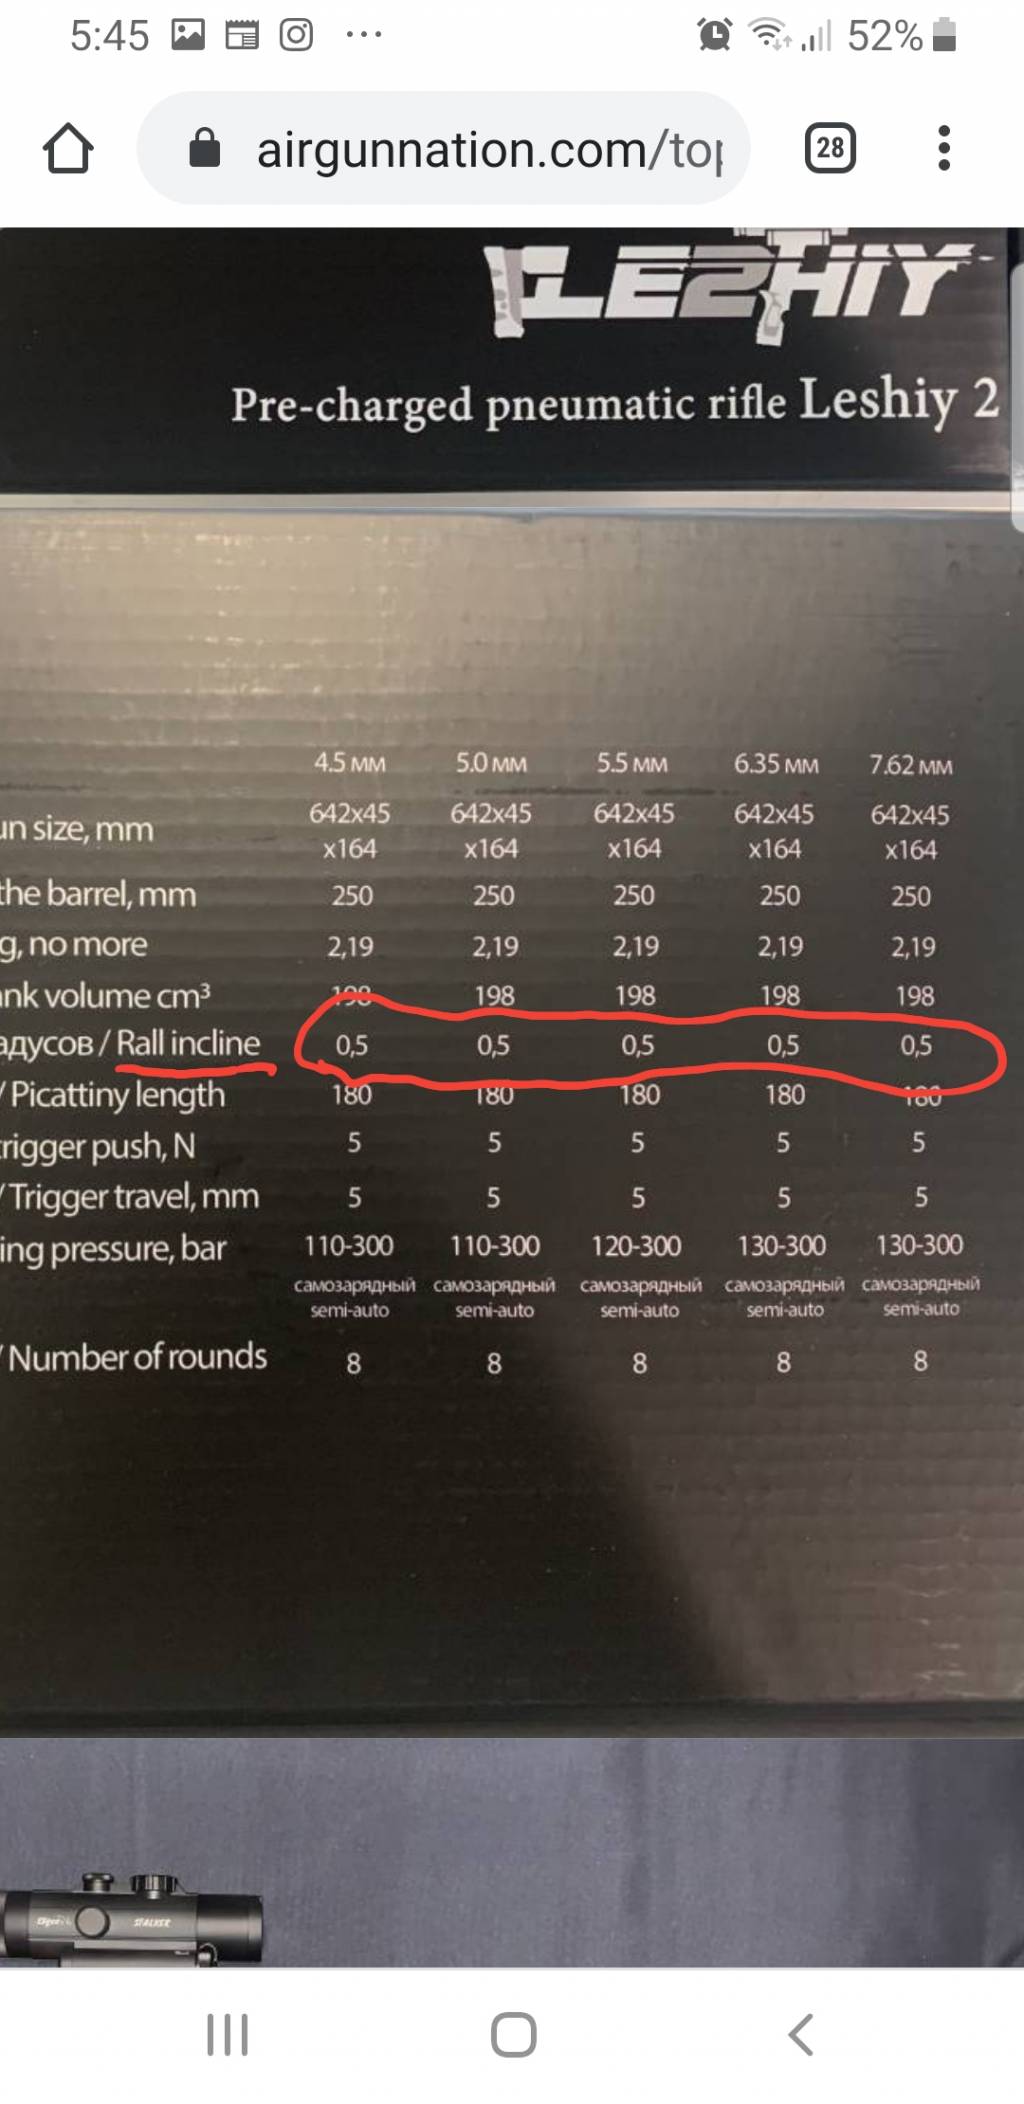 5:45 52%
airgunnation.com/top 28
LESHIY
Pre-charged pneumatic rifle Leshiy 2
4.5 мм 5.0 мм 5.5 мм 6.35 мм 7.62 мм
un size, mm 642x45 642x45 642x45 642x45 642x45
x164 x164 x164 x164 x164
the barrel, mm 250 250 250 250 250
g, no more 2,19 2,19 2,19 2,19 2,19
ank volume cm³ 198 198 198 198 198
адусов / Rall incline 0,5 0,5 0,5 0,5 0,5
/ Picattiny length 180 180 180 180 180
trigger push, N 5 5 5 5 5
/ Trigger travel, mm 5 5 5 5 5
ing pressure, bar 110-300 110-300 120-300 130-300 130-300
самозарядный самозарядный самозарядный самозарядный самозарядный
semi-auto semi-auto semi-auto semi-auto semi-auto
/ Number of rounds 8 8 8 8 8
STALKER